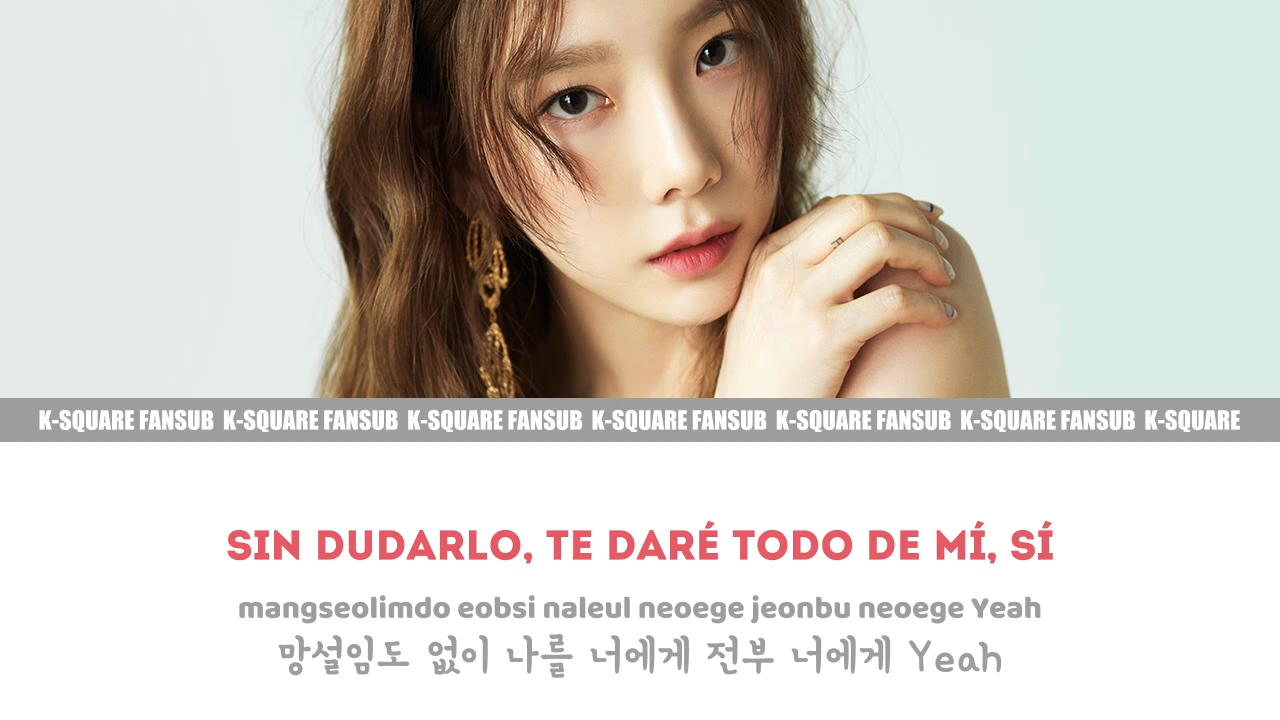 K-SQUARE FANSUB K-SQUARE FANSUB K-SQUARE FANSUB K-SQUARE FANSUB K-SQUARE FANSUB K-SQUARE FANSUB K-SQUARE
SIN DUDARLO, TE DARÉ TODO DE MÍ, SÍ
mangseolimdo eobsi naleul neoege jeonbu neoege Yeah
망설임도 없이 나를 너에게 전부 너에게 Yeah